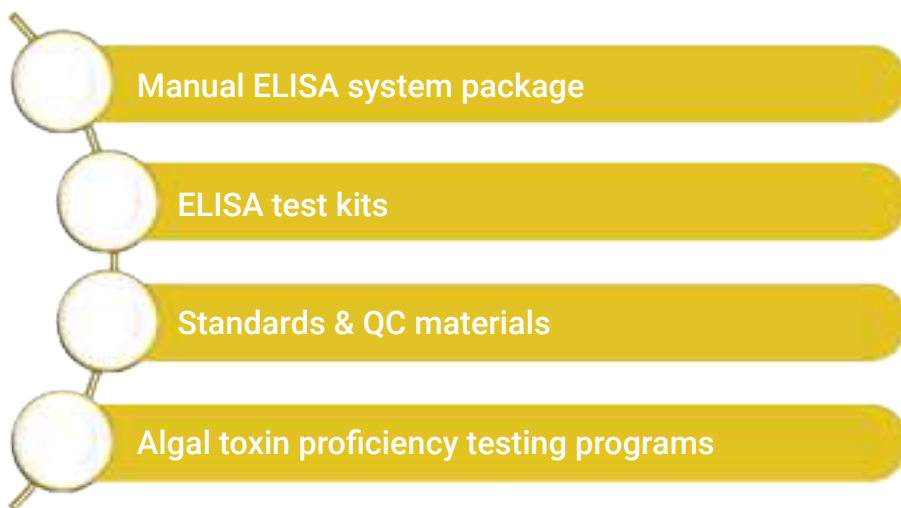 Manual ELISA system package
ELISA test kits
Standards & QC materials
Algal toxin proficiency testing programs